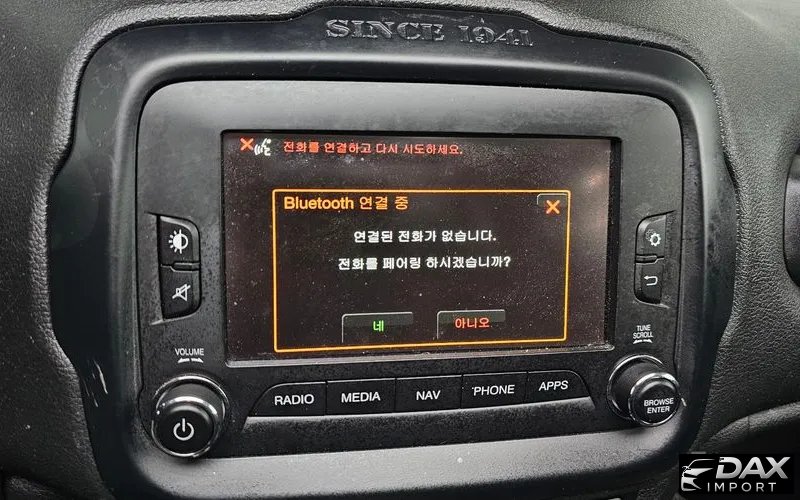 SINCE 1941
전화를 연결하고 다시 시도하세요.
Bluetooth 연결 중
연결된 전화가 없습니다.
전화를 페어링 하시겠습니까?
네
아니오
VOLUME
TUNE
SCROLL
RADIO
MEDIA
NAV
PHONE
APPS
BROWSE
ENTER
DAX
IMPORT